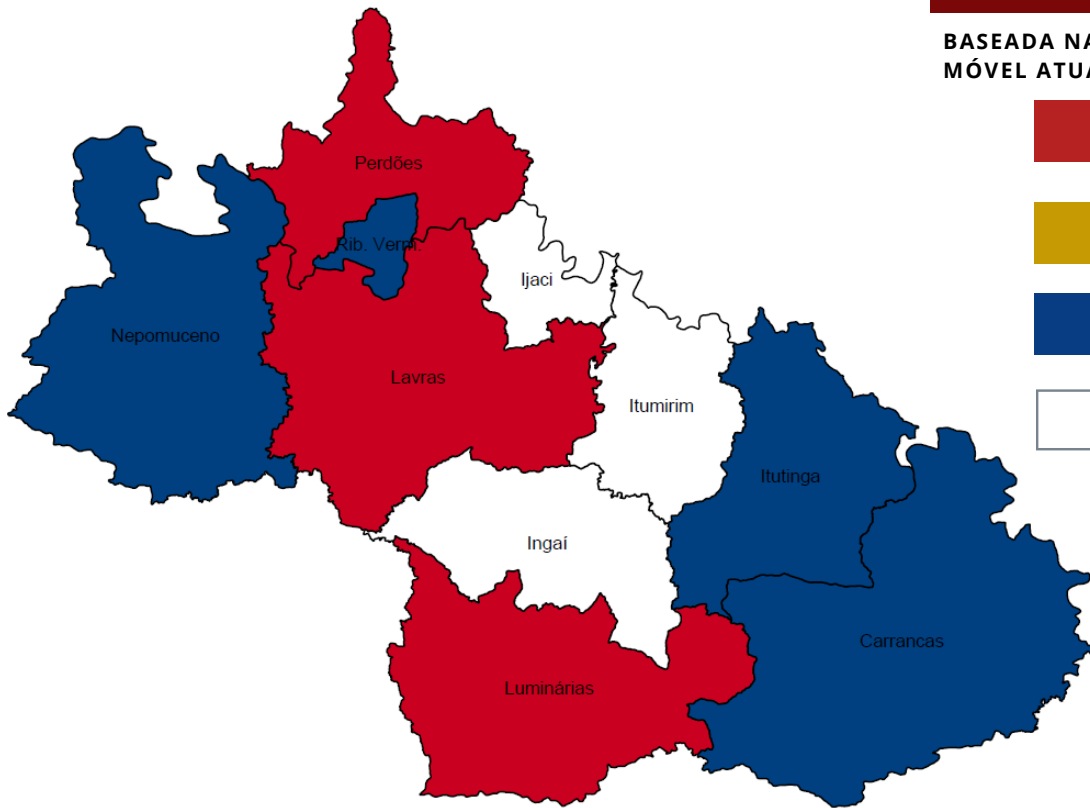 BASEADA NA
MÓVEL ATUA
Perdões
Rib. Verm.
Ijaci
Nepomuceno
Lavras
Itumirim
Itutinga
Ingaí
Carrancas
Luminárias